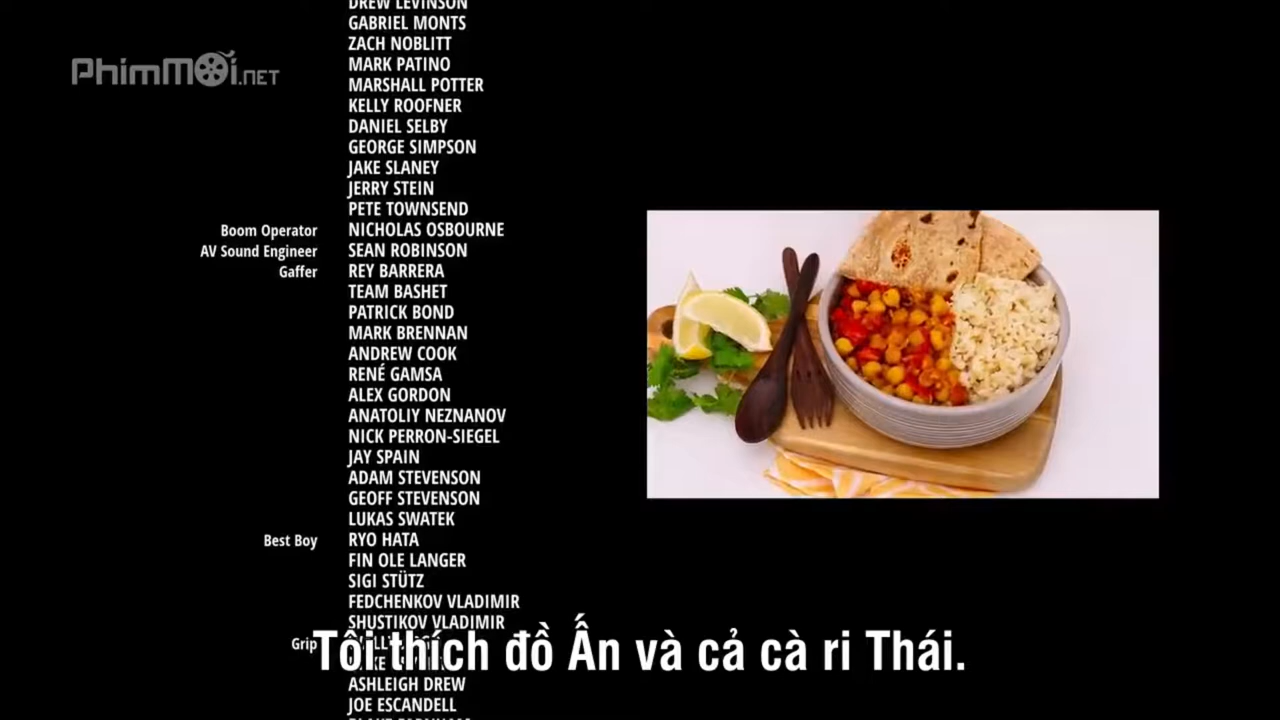 DREW LEVINSON
GABRIEL MONTS
PhimMỚi.NET
ZACH NOBLITT
MARK PATINO
MARSHALL POTTER
KELLY ROOFNER
DANIEL SELBY
GEORGE SIMPSON
JAKE SLANEY
JERRY STEIN
PETE TOWNSEND
Boom Operator NICHOLAS OSBOURNE
AV Sound Engineer SEAN ROBINSON
Gaffer REY BARRERA
TEAM BASHET
PATRICK BOND
MARK BRENNAN
ANDREW COOK
RENÉ GAMSA
ALEX GORDON
ANATOLIY NEZNANOV
NICK PERRON-SIEGEL
JAY SPAIN
ADAM STEVENSON
GEOFF STEVENSON
LUKAS SWATEK
Best Boy RYO HATA
FIN OLE LANGER
SIGI STÜTZ
FEDCHENKOV VLADIMIR
SHUSTIKOV VLADIMIR
Grip
Tôi thích đồ Ấn và cả cà ri Thái.
ASHLEIGH DREW
JOE ESCANDELL